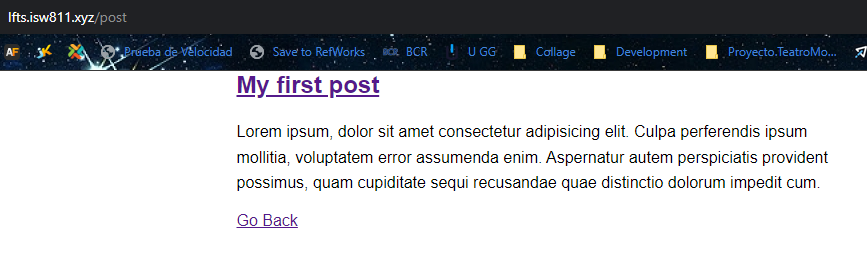 lfts.isw811.xyz/post
AF Prueba de Velocidad Save to RefWorks BCR BCR U GG Collage Development Proyecto.TeatroMo...
My first post
Lorem ipsum, dolor sit amet consectetur adipisicing elit. Culpa perferendis ipsum
mollitia, voluptatem error assumenda enim. Aspernatur autem perspiciatis provident
possimus, quam cupiditate sequi recusandae quae distinctio dolorum impedit cum.
Go Back